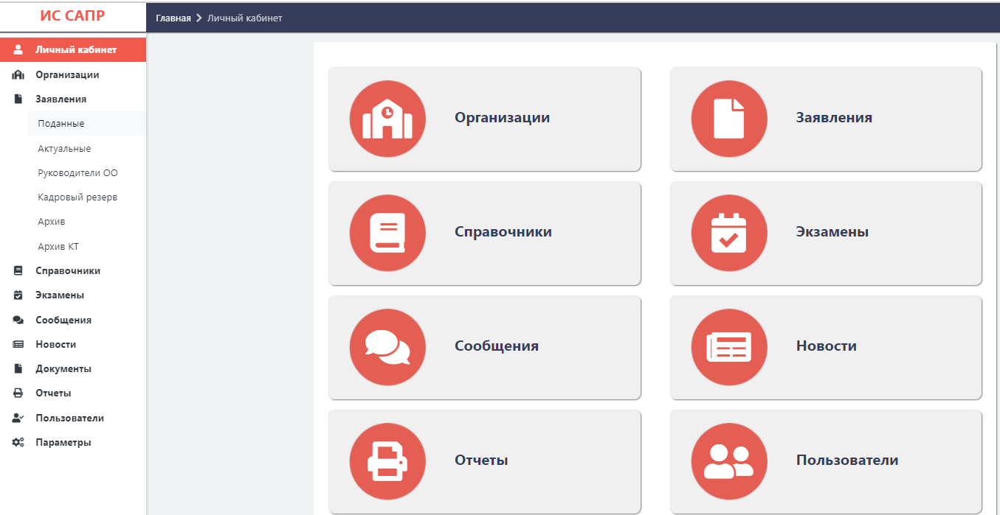 ИС САПР
Главная Личный кабинет
Личный кабинет
Организации
Заявления
Поданные
Актуальные
Руководители ОО
Кадровый резерв
Архив
Архив КТ
Справочники
Экзамены
Сообщения
Новости
Документы
Отчеты
Пользователи
Параметры
Организации
Заявления
Справочники
Экзамены
Сообщения
Новости
Отчеты
Пользователи